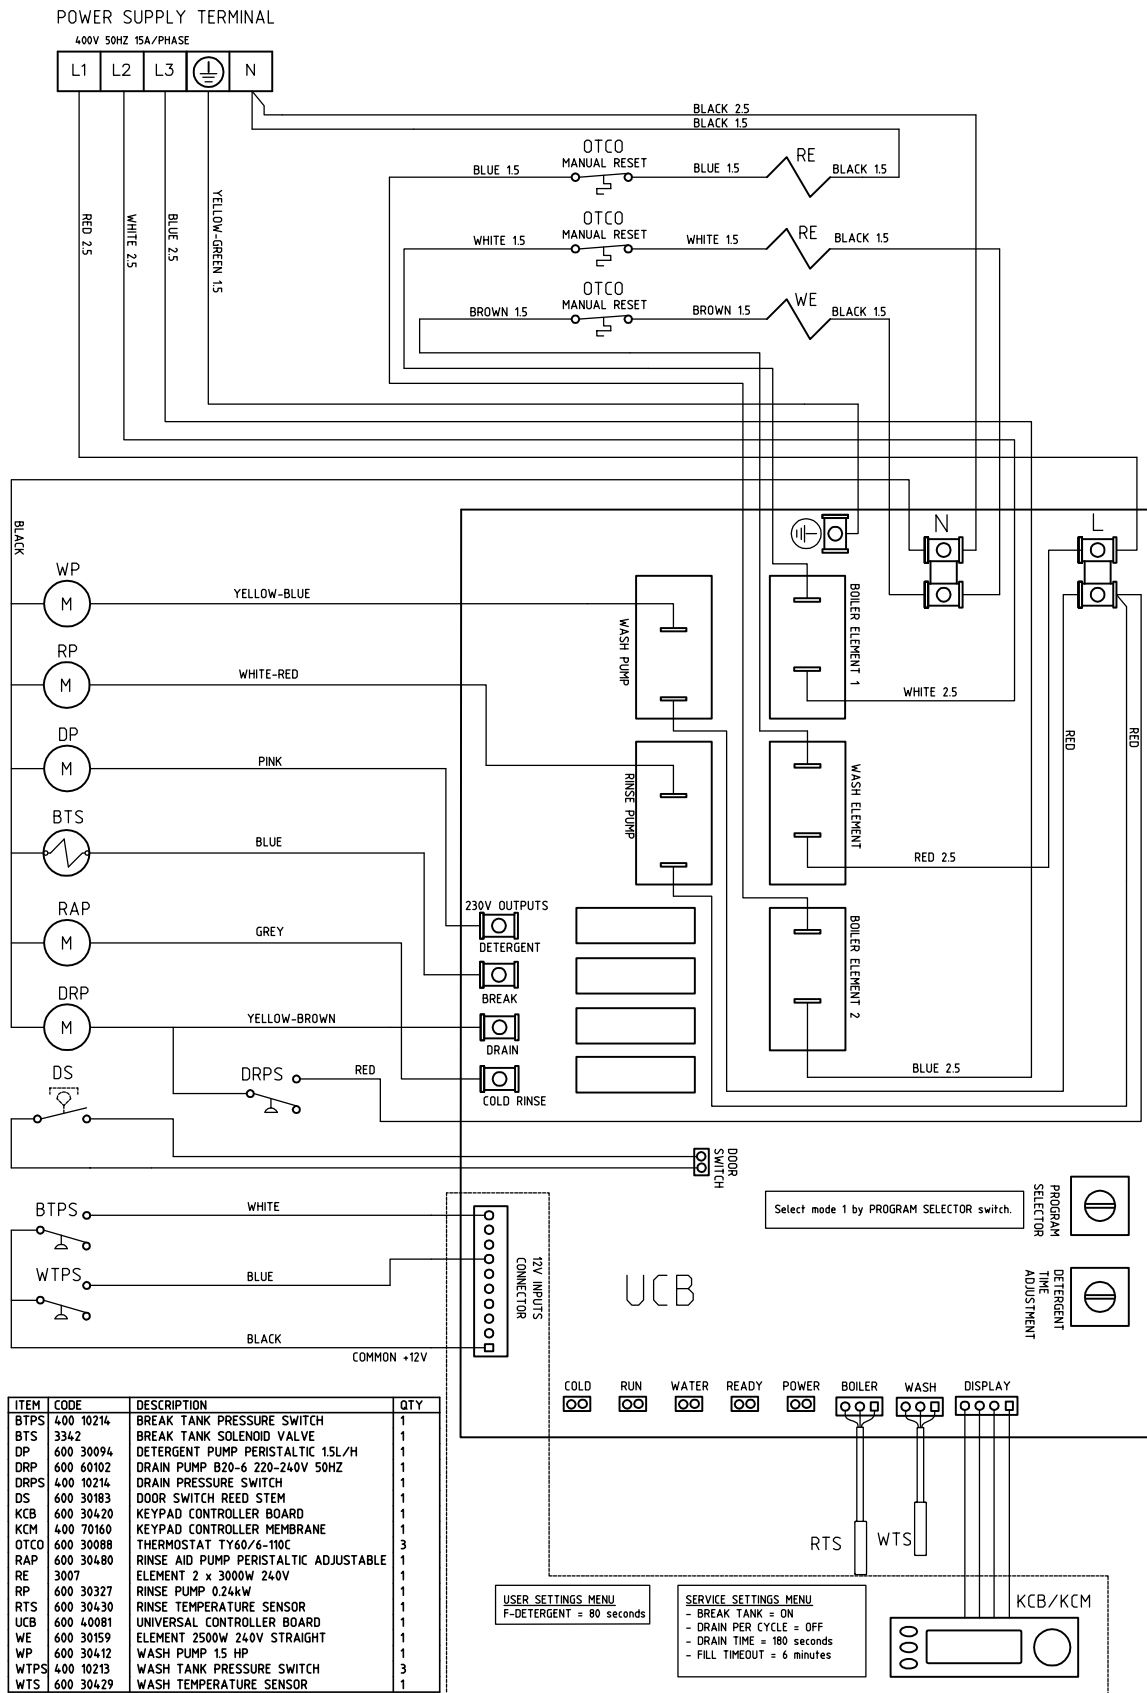 POWER SUPPLY TERMINAL
400V 50HZ 15A/PHASE
L1 L2 L3 N
BLACK 2.5
BLACK 1.5
OTCO
MANUAL RESET
BLUE 1.5
BLUE 1.5
RE
BLACK 1.5
OTCO
MANUAL RESET
WHITE 1.5
WHITE 1.5
RE
BLACK 1.5
OTCO
MANUAL RESET
BROWN 1.5
BROWN 1.5
WE
BLACK 1.5
RED 2.5
WHITE 2.5
BLUE 2.5
YELLOW-GREEN 1.5
BLACK
N
L
WP
M
YELLOW-BLUE
WASH PUMP
BOILER ELEMENT 1
WHITE 2.5
RP
M
WHITE-RED
RED
RED
DP
M
PINK
RINSE PUMP
WASH ELEMENT
RED 2.5
BTS
BLUE
230V OUTPUTS
DETERGENT
BREAK
DRAIN
COLD RINSE
BOILER ELEMENT 2
BLUE 2.5
RAP
M
GREY
DRP
M
YELLOW-BROWN
DRPS
RED
DS
DOOR
SWITCH
Select mode 1 by PROGRAM SELECTOR switch.
PROGRAM
SELECTOR
DETERGENT
TIME
ADJUSTMENT
BTPS
WHITE
WTPS
BLUE
BLACK
COMMON +12V
12V INPUTS
CONNECTOR
UCB
COLD RUN WATER READY POWER BOILER WASH DISPLAY
RTS
WTS
KCB/KCM
USER SETTINGS MENU
F-DETERGENT = 80 seconds
SERVICE SETTINGS MENU
- BREAK TANK = ON
- DRAIN PER CYCLE = OFF
- DRAIN TIME = 180 seconds
- FILL TIMEOUT = 6 minutes
ITEM CODE DESCRIPTION QTY
BTPS 400 10214 BREAK TANK PRESSURE SWITCH 1
BTS 3342 BREAK TANK SOLENOID VALVE 1
DP 600 30094 DETERGENT PUMP PERISTALTIC 1.5L/H 1
DRP 600 60102 DRAIN PUMP B20-6 220-240V 50HZ 1
DRPS 400 10214 DRAIN PRESSURE SWITCH 1
DS 600 30183 DOOR SWITCH REED STEM 1
KCB 600 30420 KEYPAD CONTROLLER BOARD 1
KCM 400 70160 KEYPAD CONTROLLER MEMBRANE 1
OTCO 600 30088 THERMOSTAT TY60/6-110C 3
RAP 600 30480 RINSE AID PUMP PERISTALTIC ADJUSTABLE 1
RE 3007 ELEMENT 2 x 3000W 240V 1
RP 600 30327 RINSE PUMP 0.24kW 1
RTS 600 30430 RINSE TEMPERATURE SENSOR 1
UCB 600 40081 UNIVERSAL CONTROLLER BOARD 1
WE 600 30159 ELEMENT 2500W 240V STRAIGHT 1
WP 600 30412 WASH PUMP 1.5 HP 1
WTPS 400 10213 WASH TANK PRESSURE SWITCH 3
WTS 600 30429 WASH TEMPERATURE SENSOR 1